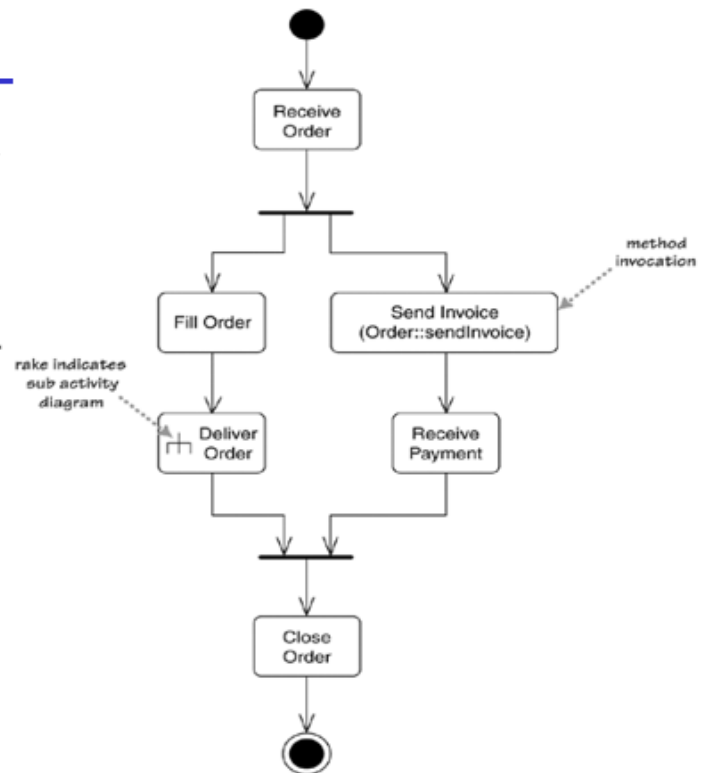 Receive
Order
method
invocation
Fill Order
Send Invoice
(Order::sendInvoice)
rake indicates
sub activity
diagram
Deliver
Order
Receive
Payment
Close
Order